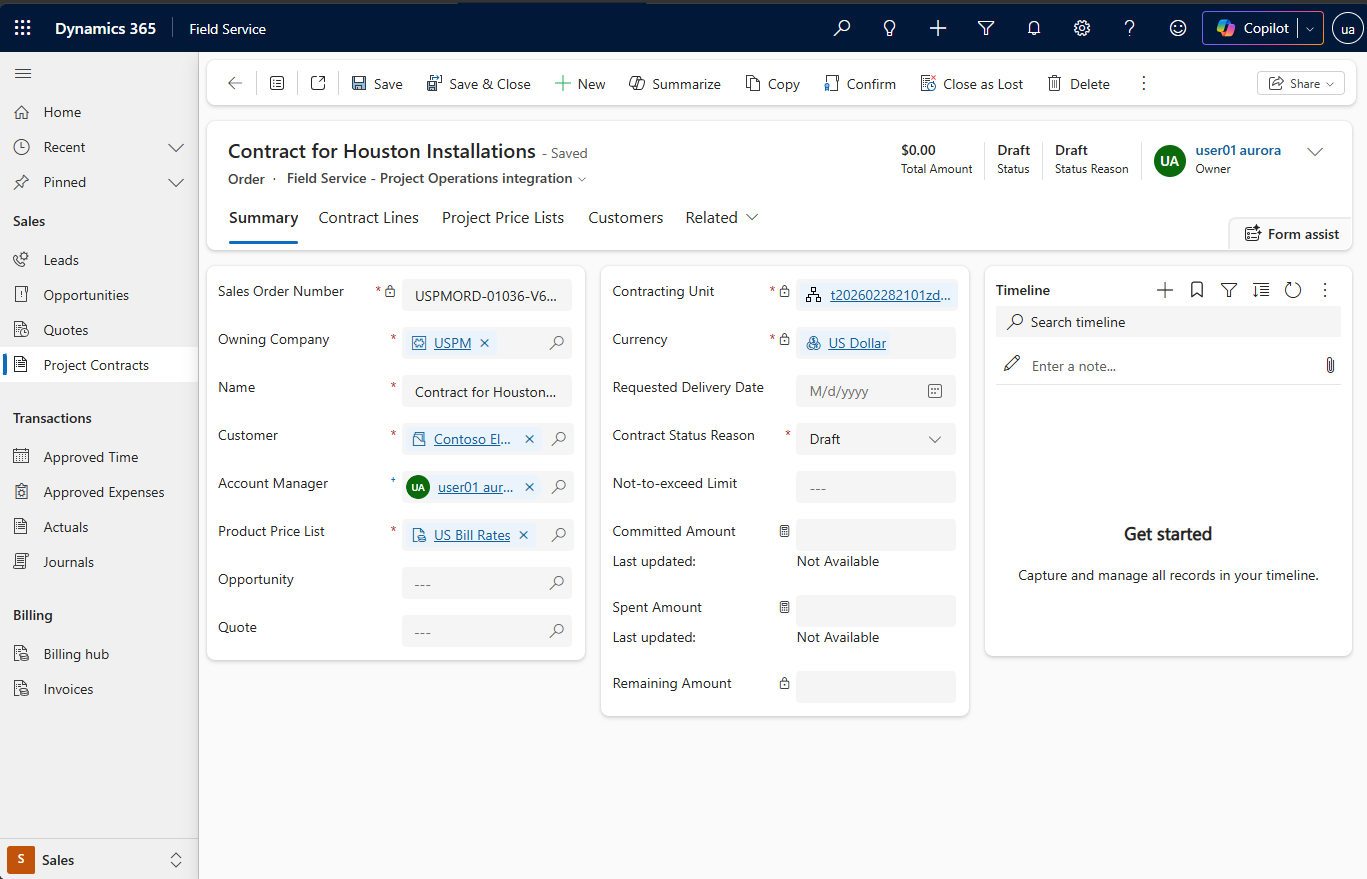 Dynamics 365
Field Service
Copilot
ua
Home
Recent
Pinned
Sales
Leads
Opportunities
Quotes
Project Contracts
Transactions
Approved Time
Approved Expenses
Actuals
Journals
Billing
Billing hub
Invoices
S
Sales
Save
Save & Close
New
Summarize
Copy
Confirm
Close as Lost
Delete
Share
Contract for Houston Installations - Saved
Order · Field Service - Project Operations integration
$0.00
Total Amount
Draft
Status
Draft
Status Reason
UA
user01 aurora
Owner
Summary
Contract Lines
Project Price Lists
Customers
Related
Form assist
Sales Order Number * USPMORD-01036-V6...
Owning Company * USPM
Name * Contract for Houston...
Customer * Contoso El...
Account Manager + UA user01 aur...
Product Price List * US Bill Rates
Opportunity ---
Quote ---
Contracting Unit * t202602282101zd...
Currency * US Dollar
Requested Delivery Date M/d/yyyy
Contract Status Reason * Draft
Not-to-exceed Limit ---
Committed Amount
Last updated: Not Available
Spent Amount
Last updated: Not Available
Remaining Amount
Timeline
Search timeline
Enter a note...
Get started
Capture and manage all records in your timeline.